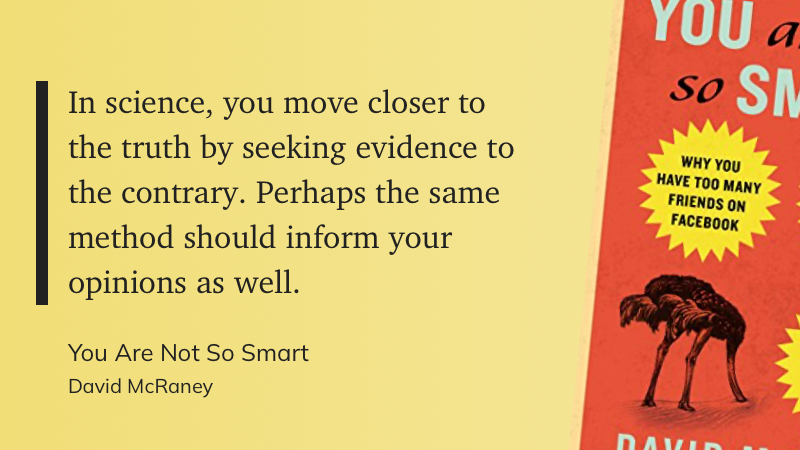 In science, you move closer to
the truth by seeking evidence to
the contrary. Perhaps the same
method should inform your
opinions as well.
You Are Not So Smart
David McRaney
YOU
so
WHY YOU
HAVE TOO MANY
FRIENDS ON
FACEBOOK
DAVID